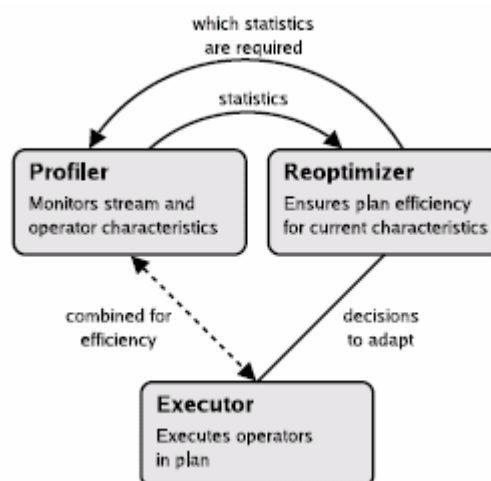 which statistics
are required
statistics
Profiler
Monitors stream and
operator characteristics
Reoptimizer
Ensures plan efficiency
for current characteristics
combined for
efficiency
decisions
to adapt
Executor
Executes operators
in plan